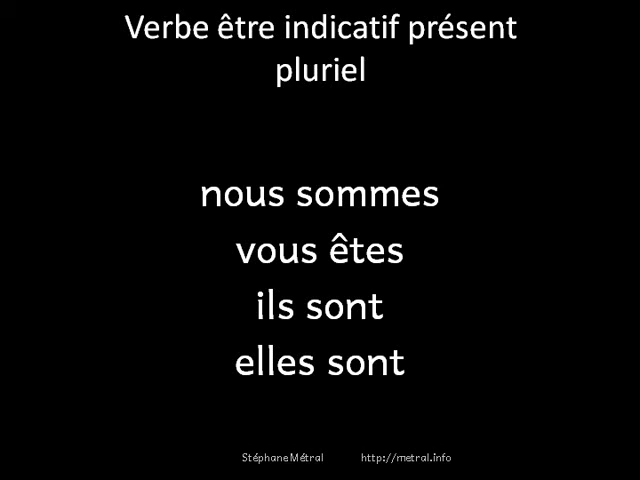 Verbe être indicatif présent
pluriel
nous sommes
vous êtes
ils sont
elles sont
Stéphane Métral http://metral.info